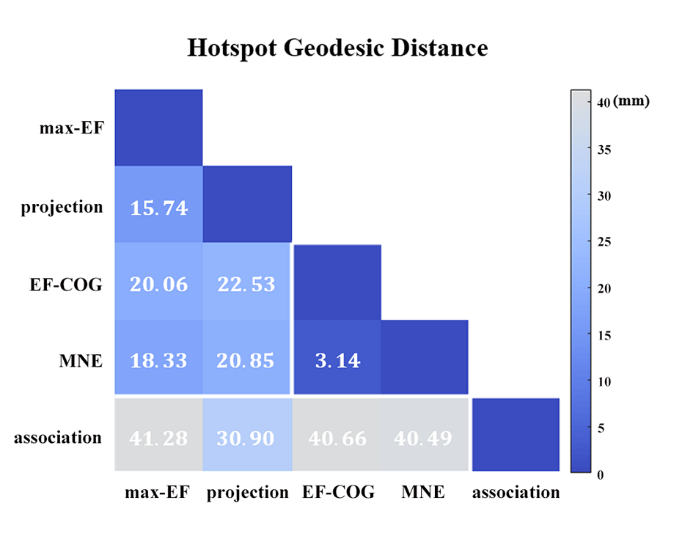 Hotspot Geodesic Distance
40 (mm)
max-EF
35
projection 15.74
30
25
EF-COG 20.06 22.53
20
15
MNE 18.33 20.85 3.14
10
5
association 41.28 30.90 40.66 40.49
0
max-EF projection EF-COG MNE association